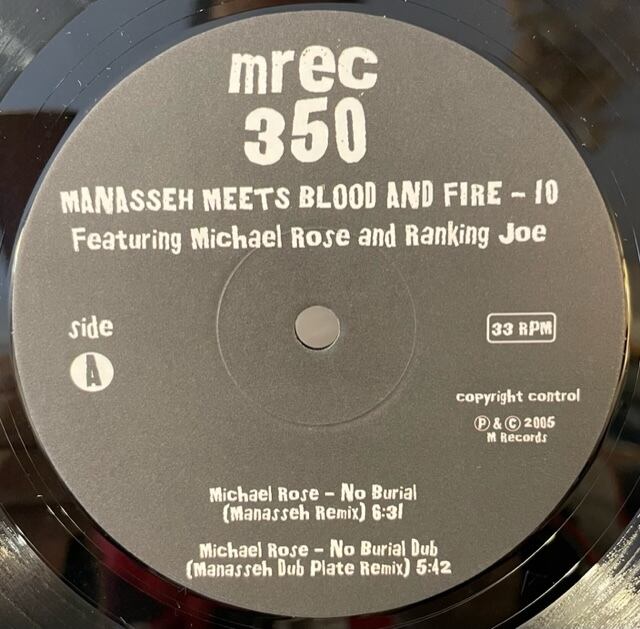 mrec
350
MANASSEH MEETS BLOOD AND FIRE - 10
Featuring Michael Rose and Ranking Joe
side
A
33 RPM
copyright control
Ⓟ & © 2005
M Records
Michael Rose - No Burial
(Manasseh Remix) 6:31
Michael Rose - No Burial Dub
(Manasseh Dub Plate Remix) 5:42